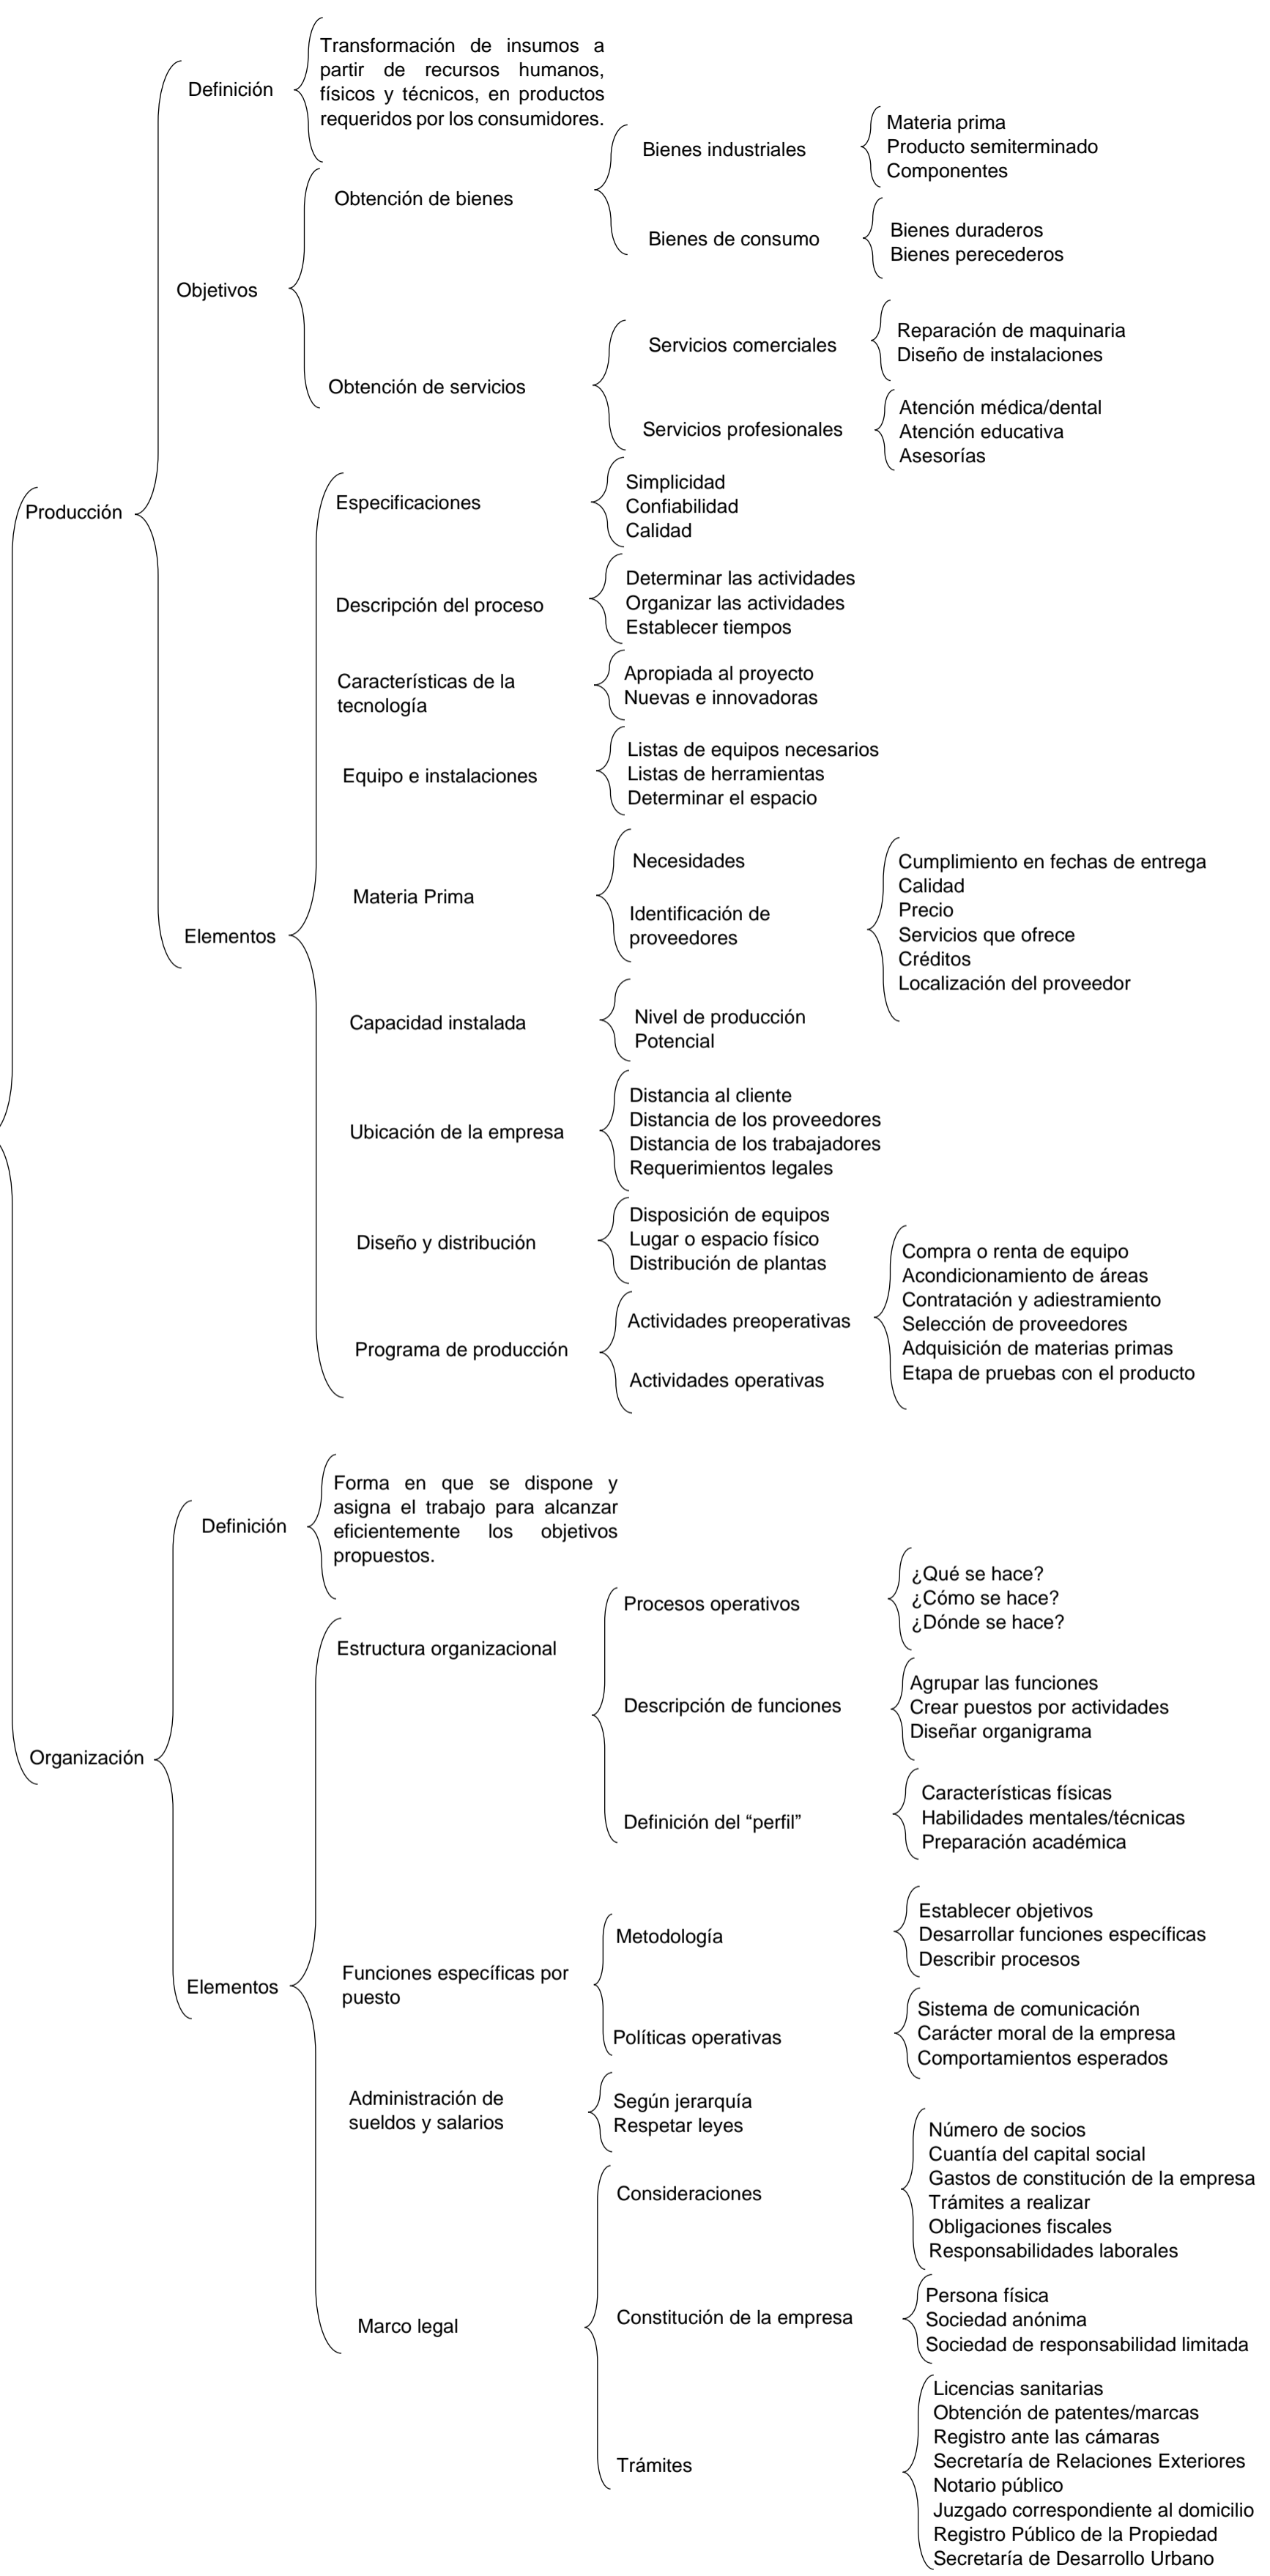 Producción
Definición
Transformación de insumos a
partir de recursos humanos,
físicos y técnicos, en productos
requeridos por los consumidores.
Objetivos
Obtención de bienes
Bienes industriales
Materia prima
Producto semiterminado
Componentes
Bienes de consumo
Bienes duraderos
Bienes perecederos
Obtención de servicios
Servicios comerciales
Reparación de maquinaria
Diseño de instalaciones
Servicios profesionales
Atención médica/dental
Atención educativa
Asesorías
Elementos
Especificaciones
Simplicidad
Confiabilidad
Calidad
Descripción del proceso
Determinar las actividades
Organizar las actividades
Establecer tiempos
Características de la
tecnología
Apropiada al proyecto
Nuevas e innovadoras
Equipo e instalaciones
Listas de equipos necesarios
Listas de herramientas
Determinar el espacio
Materia Prima
Necesidades
Identificación de
proveedores
Cumplimiento en fechas de entrega
Calidad
Precio
Servicios que ofrece
Créditos
Localización del proveedor
Capacidad instalada
Nivel de producción
Potencial
Ubicación de la empresa
Distancia al cliente
Distancia de los proveedores
Distancia de los trabajadores
Requerimientos legales
Diseño y distribución
Disposición de equipos
Lugar o espacio físico
Distribución de plantas
Programa de producción
Actividades preoperativas
Compra o renta de equipo
Acondicionamiento de áreas
Contratación y adiestramiento
Selección de proveedores
Adquisición de materias primas
Etapa de pruebas con el producto
Actividades operativas
Organización
Definición
Forma en que se dispone y
asigna el trabajo para alcanzar
eficientemente los objetivos
propuestos.
Elementos
Estructura organizacional
Procesos operativos
¿Qué se hace?
¿Cómo se hace?
¿Dónde se hace?
Descripción de funciones
Agrupar las funciones
Crear puestos por actividades
Diseñar organigrama
Definición del “perfil”
Características físicas
Habilidades mentales/técnicas
Preparación académica
Funciones específicas por
puesto
Metodología
Establecer objetivos
Desarrollar funciones específicas
Describir procesos
Políticas operativas
Sistema de comunicación
Carácter moral de la empresa
Comportamientos esperados
Administración de
sueldos y salarios
Según jerarquía
Respetar leyes
Marco legal
Consideraciones
Número de socios
Cuantía del capital social
Gastos de constitución de la empresa
Trámites a realizar
Obligaciones fiscales
Responsabilidades laborales
Constitución de la empresa
Persona física
Sociedad anónima
Sociedad de responsabilidad limitada
Trámites
Licencias sanitarias
Obtención de patentes/marcas
Registro ante las cámaras
Secretaría de Relaciones Exteriores
Notario público
Juzgado correspondiente al domicilio
Registro Público de la Propiedad
Secretaría de Desarrollo Urbano